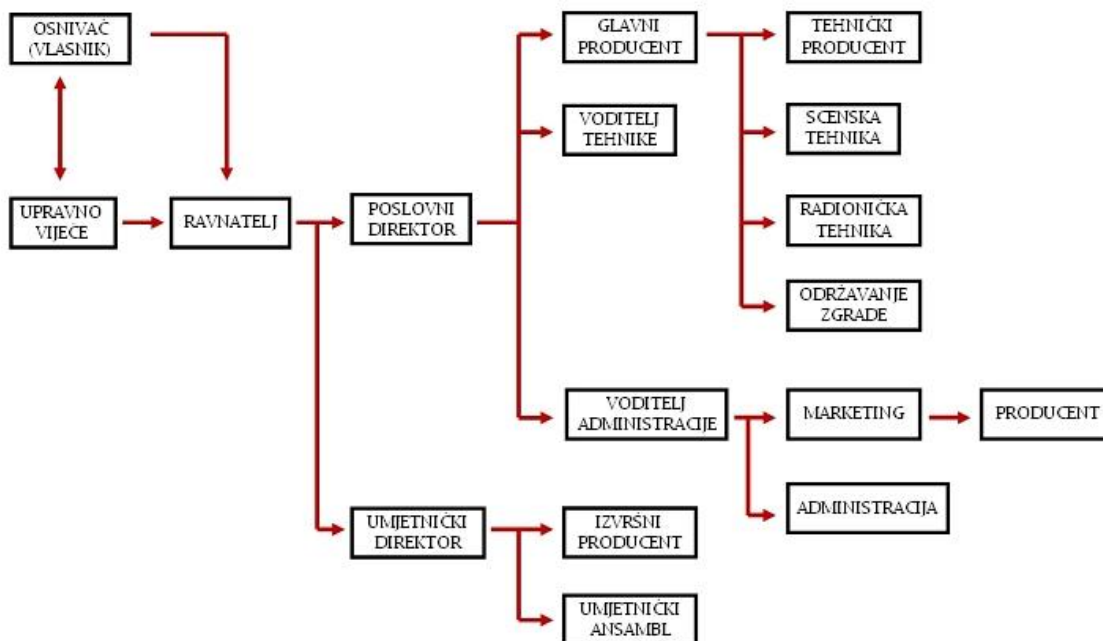 OSNIVAČ
(VLASNIK)
GLAVNI
PRODUCENT
TEHNIČKI
PRODUCENT
VODITELJ
TEHNIKE
SCENSKA
TEHNIKA
UPRAVNO
VIJEĆE
RAVNATELJ
POSLOVNI
DIREKTOR
RADIONIČKA
TEHNIKA
ODRŽAVANJE
ZGRADE
VODITELJ
ADMINISTRACIJE
MARKETING
PRODUCENT
ADMINISTRACIJA
UMJETNIČKI
DIREKTOR
IZVRŠNI
PRODUCENT
UMJETNIČKI
ANSAMBL